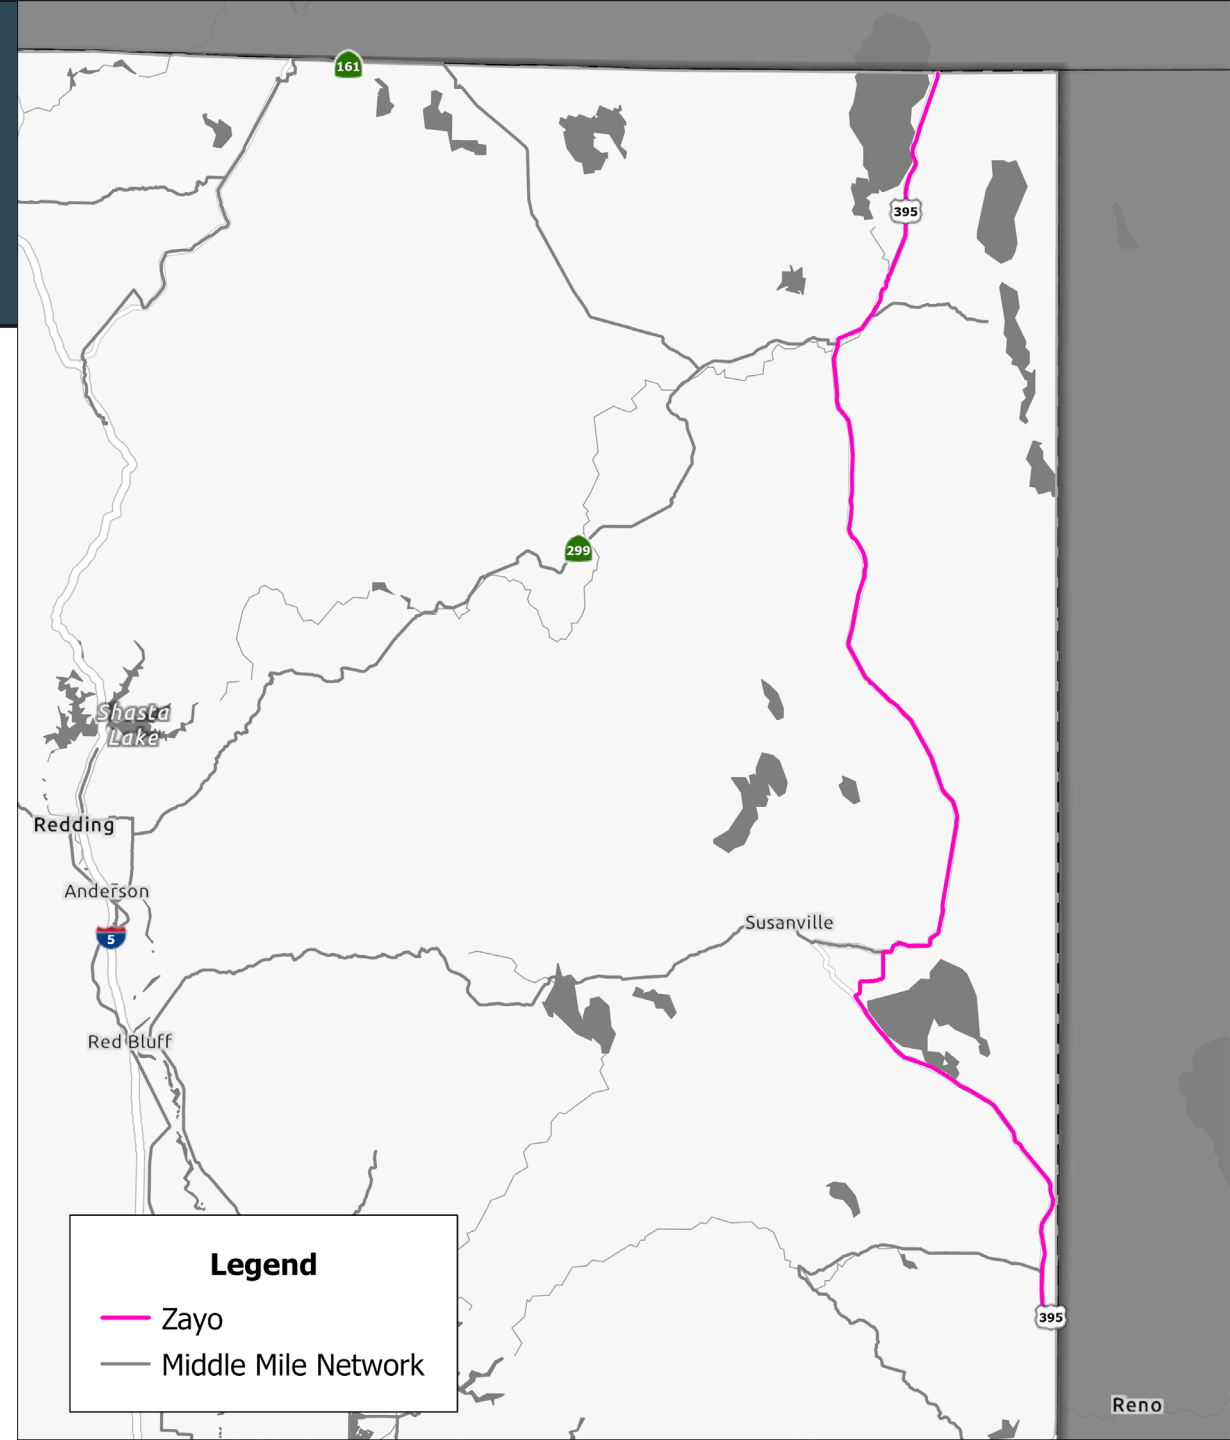 161
395
299
Shasta
Lake
Redding
Anderson
5
Susanville
Red Bluff
Legend
Zayo
Middle Mile Network
395
Reno